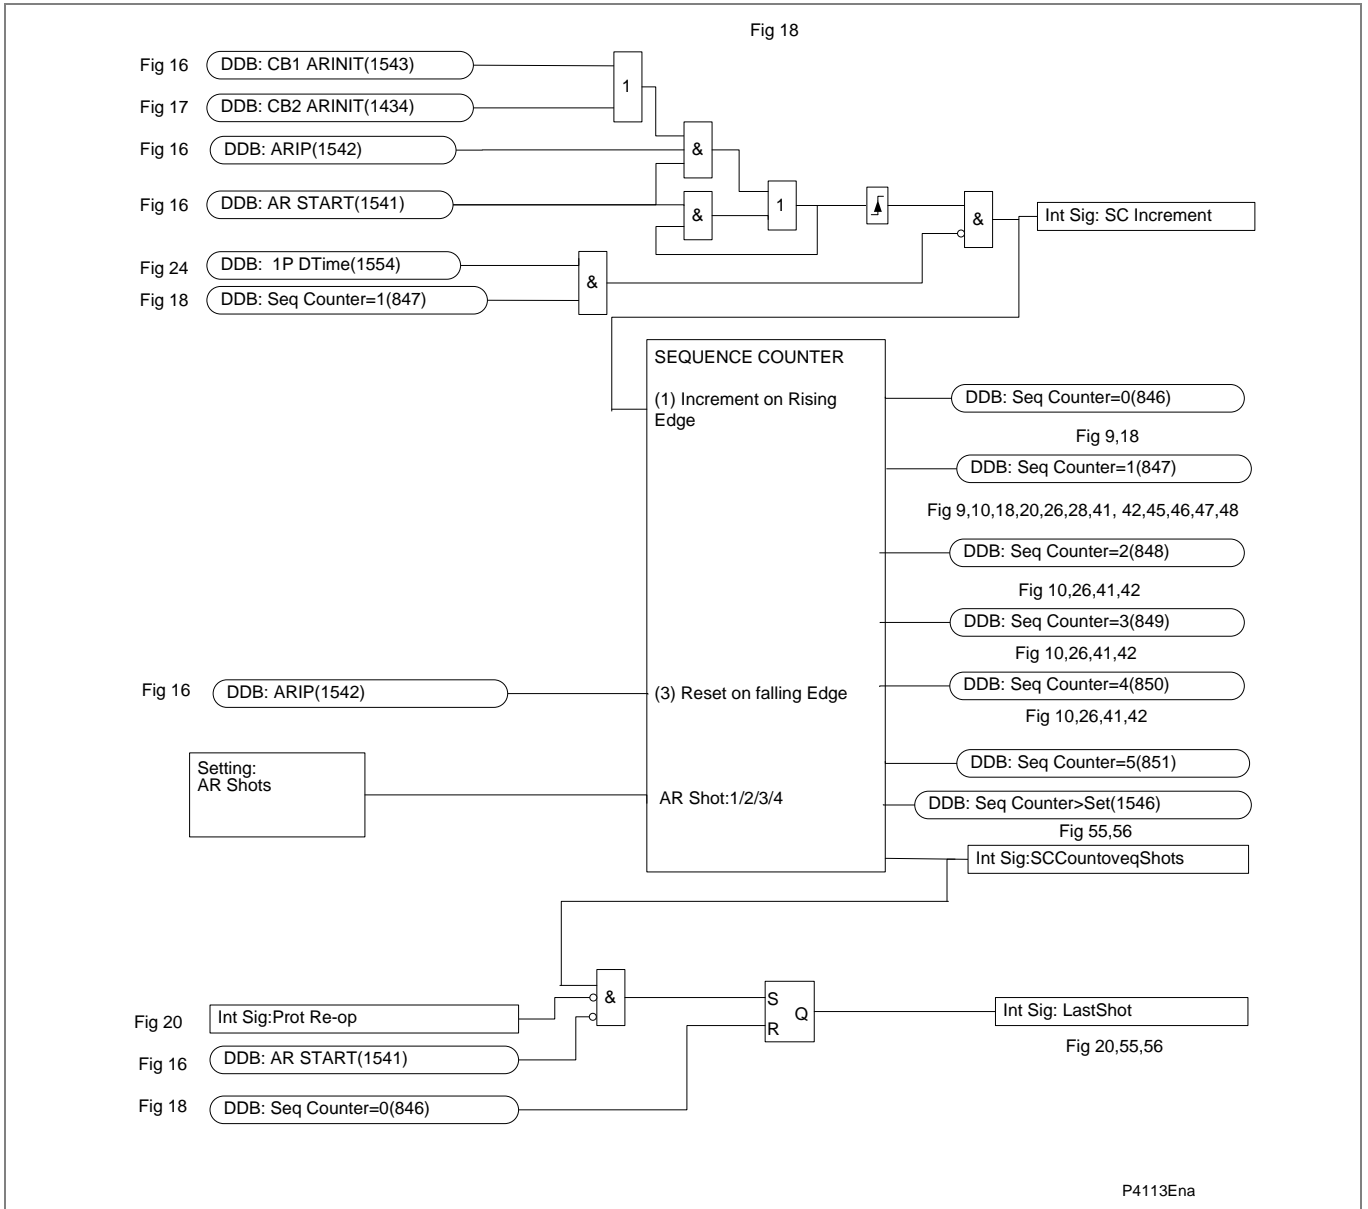 Fig 18
Fig 16
DDB: CB1 ARINIT(1543)
1
Fig 17
DDB: CB2 ARINIT(1434)
Fig 16
DDB: ARIP(1542)
&
Fig 16
DDB: AR START(1541)
&
1
&
Int Sig: SC Increment
Fig 24
DDB: 1P DTime(1554)
Fig 18
DDB: Seq Counter=1(847)
&
SEQUENCE COUNTER
(1) Increment on Rising
Edge
DDB: Seq Counter=0(846)
Fig 9,18
DDB: Seq Counter=1(847)
Fig 9,10,18,20,26,28,41, 42,45,46,47,48
DDB: Seq Counter=2(848)
Fig 10,26,41,42
DDB: Seq Counter=3(849)
Fig 10,26,41,42
Fig 16
DDB: ARIP(1542)
(3) Reset on falling Edge
DDB: Seq Counter=4(850)
Fig 10,26,41,42
Setting:
AR Shots
AR Shot:1/2/3/4
DDB: Seq Counter=5(851)
DDB: Seq Counter>Set(1546)
Fig 55,56
Int Sig:SCCountoveqShots
Fig 20
Int Sig:Prot Re-op
&
S
R
Q
Int Sig: LastShot
Fig 20,55,56
Fig 16
DDB: AR START(1541)
Fig 18
DDB: Seq Counter=0(846)
P4113Ena